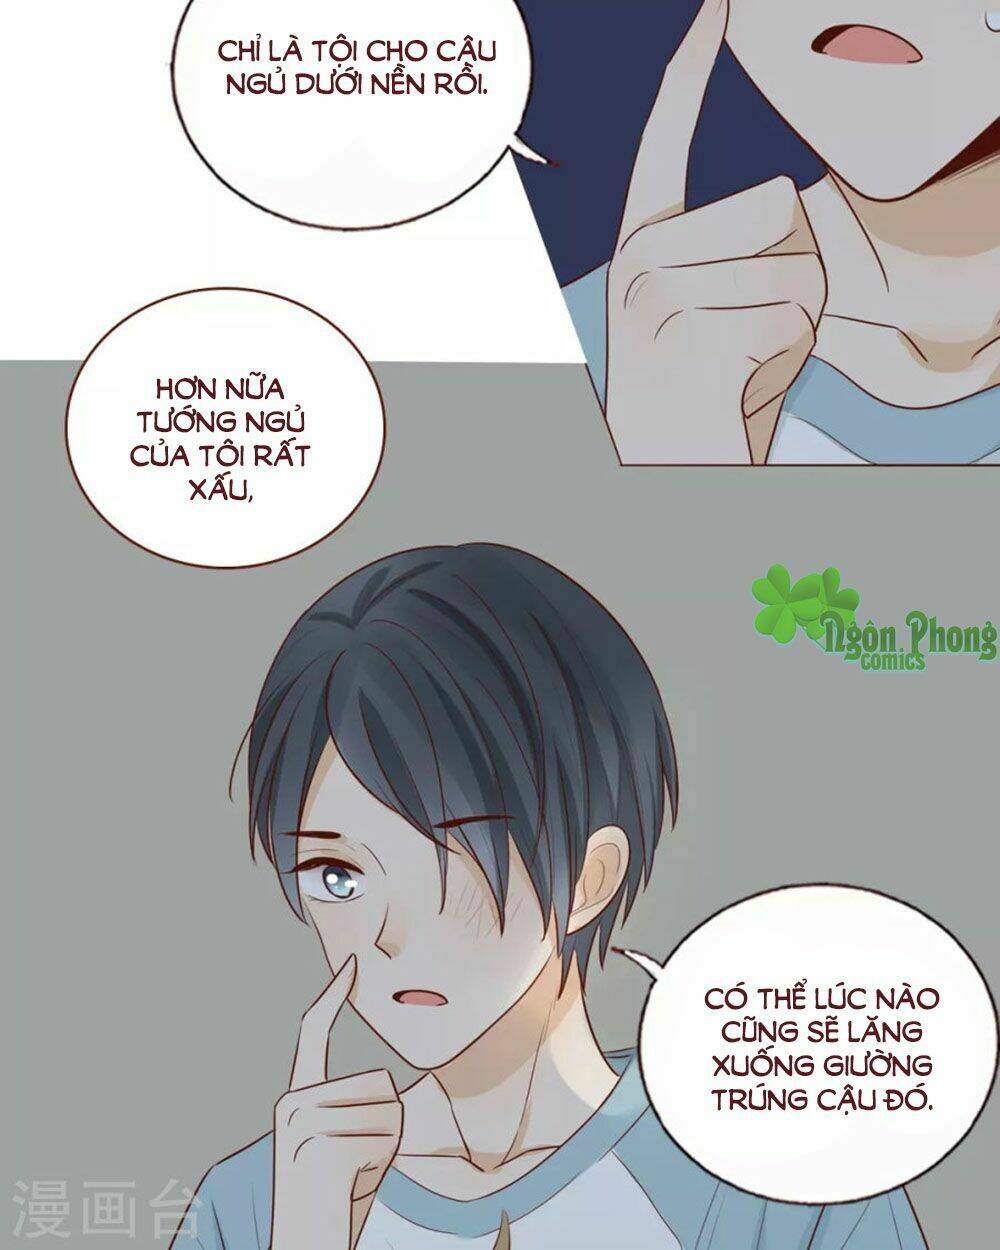 CHỈ LÀ TỘI CHO CẬU
NGỦ DƯỚI NỀN RỒI.
HƠN NỮA
TƯỚNG NGỦ
CỦA TÔI RẤT
XẤU,
Ngôn Phong
comics
CÓ THỂ LÚC NÀO
CŨNG SẼ LĂNG
XUỐNG GIƯỜNG
TRÚNG CẬU ĐÓ.
漫画台